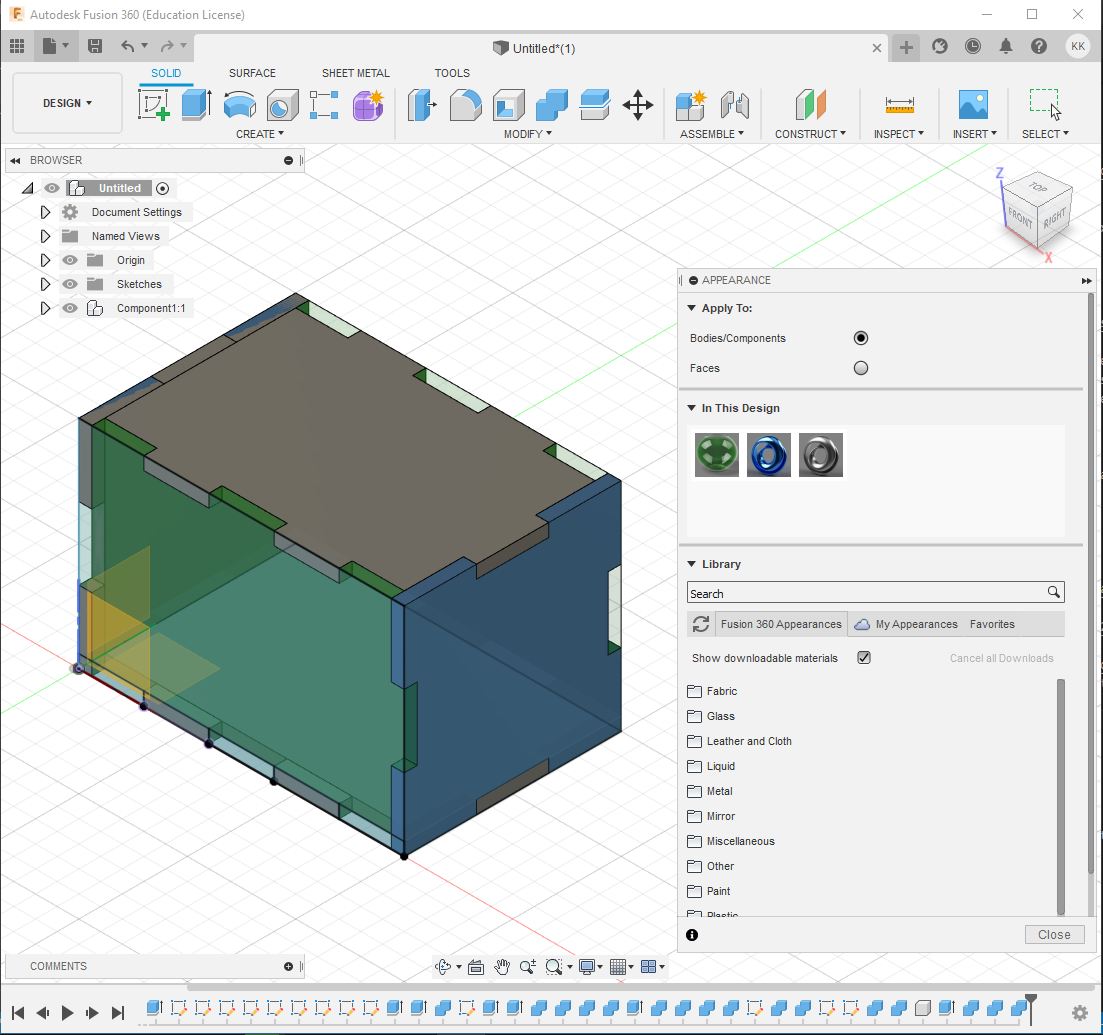 Autodesk Fusion 360 (Education License)
Untitled*(1)
KK
DESIGN
SOLID
SURFACE
SHEET METAL
TOOLS
CREATE
MODIFY
ASSEMBLE
CONSTRUCT
INSPECT
INSERT
SELECT
BROWSER
Untitled
Document Settings
Named Views
Origin
Sketches
Component1:1
Z
TOP
FRONT
RIGHT
X
APPEARANCE
Apply To:
Bodies/Components
Faces
In This Design
Library
Search
Fusion 360 Appearances
My Appearances
Favorites
Show downloadable materials
Cancel all Downloads
Fabric
Glass
Leather and Cloth
Liquid
Metal
Mirror
Miscellaneous
Other
Paint
Plastic
Close
COMMENTS